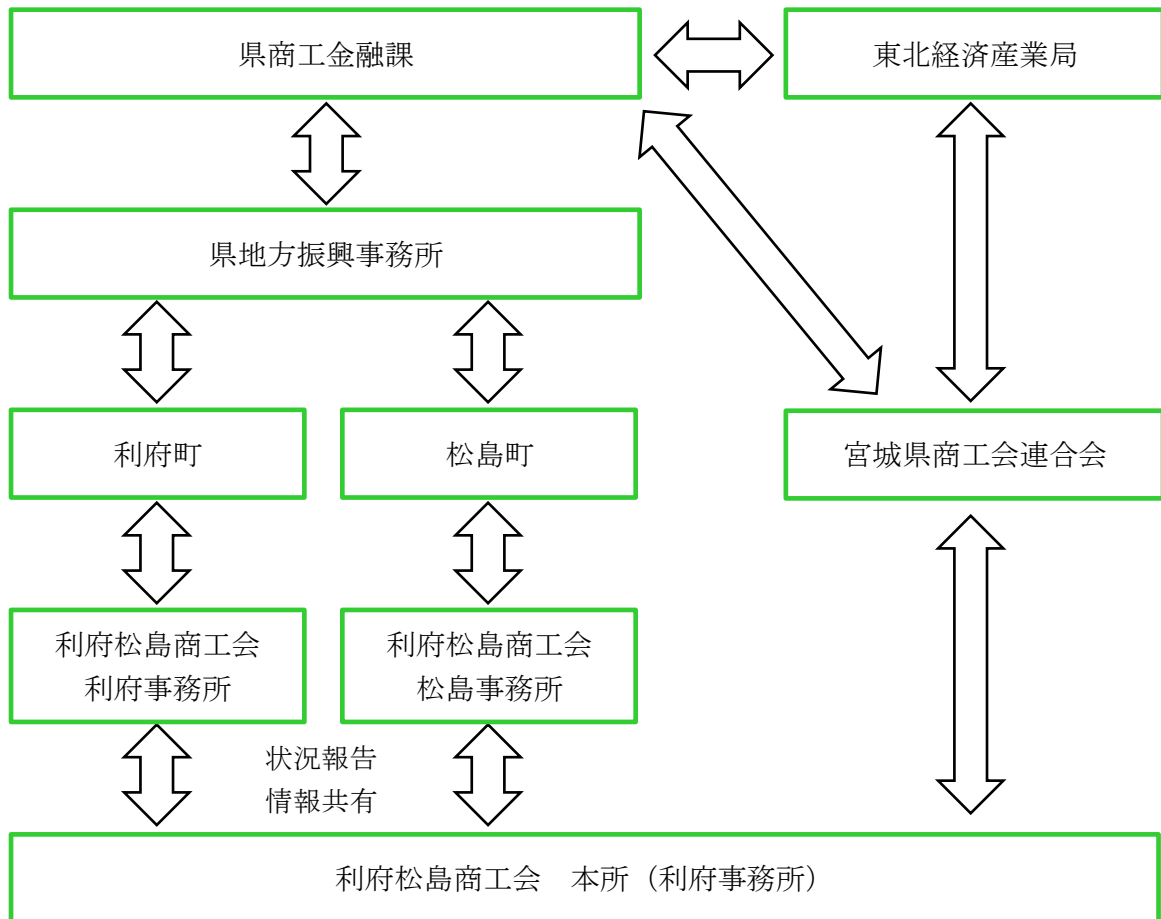 県商工金融課
東北経済産業局
県地方振興事務所
利府町
松島町
宮城県商工会連合会
利府松島商工会
利府事務所
利府松島商工会
松島事務所
状況報告
情報共有
利府松島商工会　本所（利府事務所）